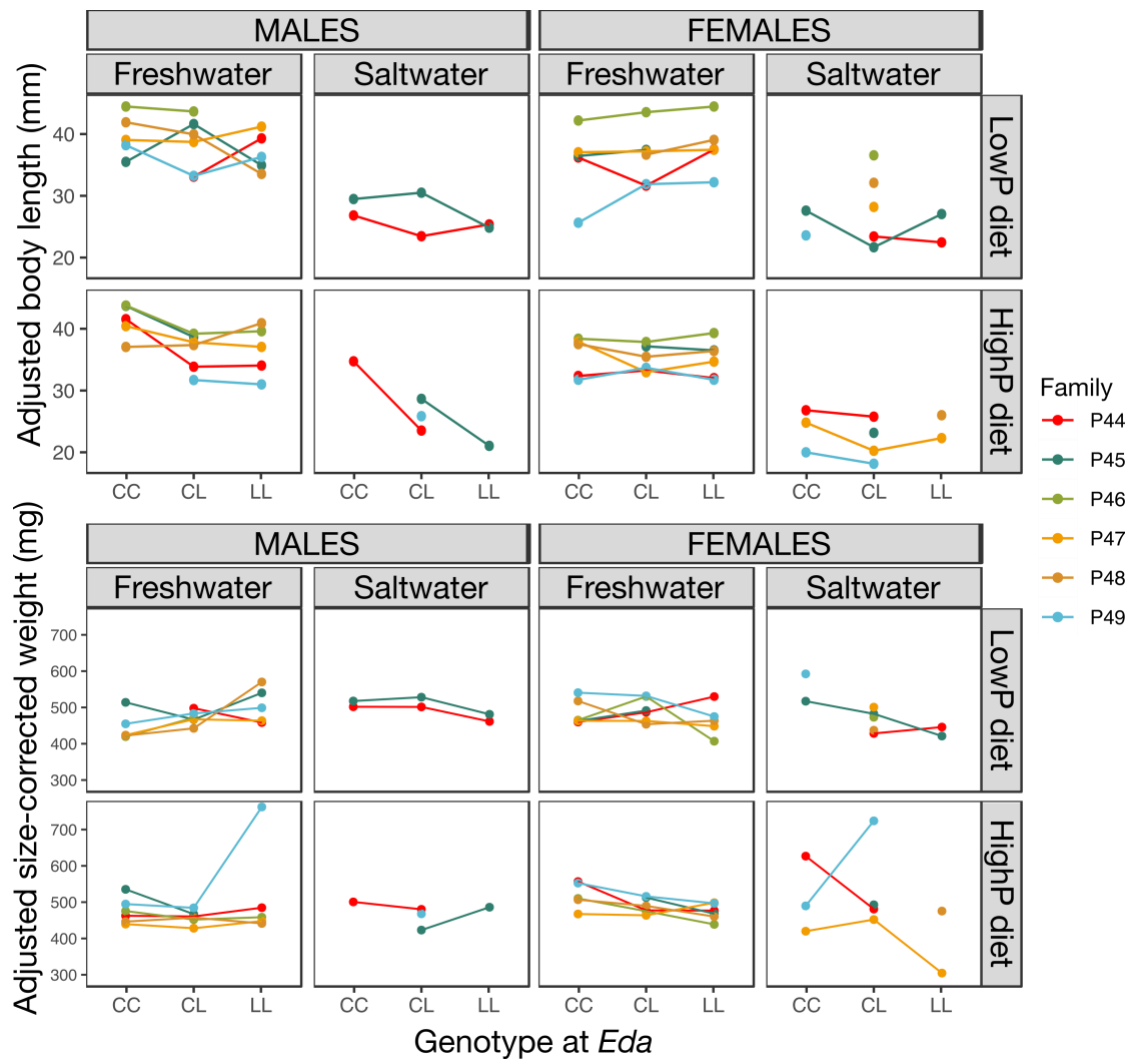 MALES FEMALES
Freshwater Saltwater Freshwater Saltwater
Adjusted body length (mm)
40
30
20
LowP diet
40
30
20
HighP diet
CC CL LL CC CL LL CC CL LL CC CL LL
Family
P44
P45
P46
P47
P48
P49
MALES FEMALES
Freshwater Saltwater Freshwater Saltwater
Adjusted size-corrected weight (mg)
700
600
500
400
300
LowP diet
700
600
500
400
300
HighP diet
CC CL LL CC CL LL CC CL LL CC CL LL
Genotype at Eda